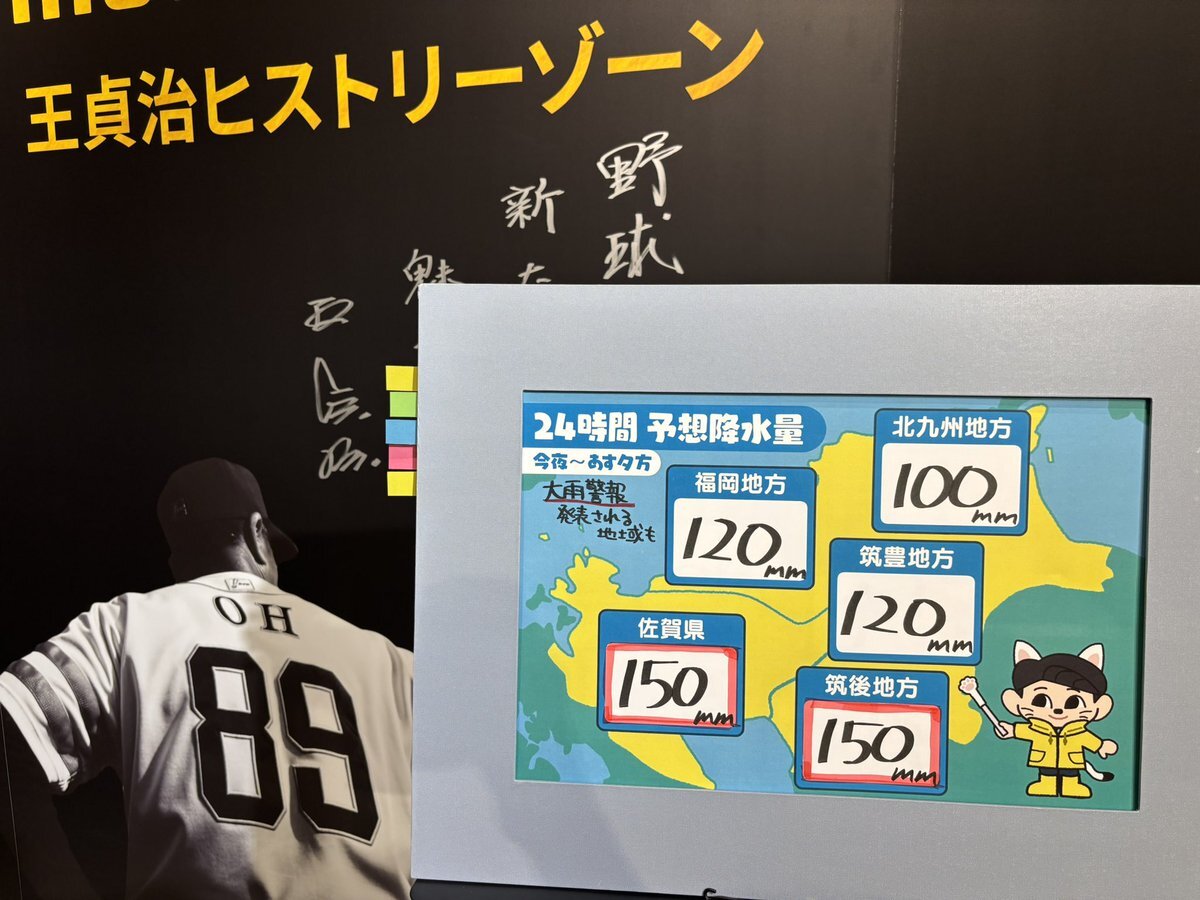 王貞治ヒストリーゾーン
野球
新た
魅
OH
89
24時間 予想降水量
今夜～あす夕方
大雨警報
発表される
地域も
北九州地方
100mm
福岡地方
120mm
筑豊地方
120mm
佐賀県
150mm
筑後地方
150mm